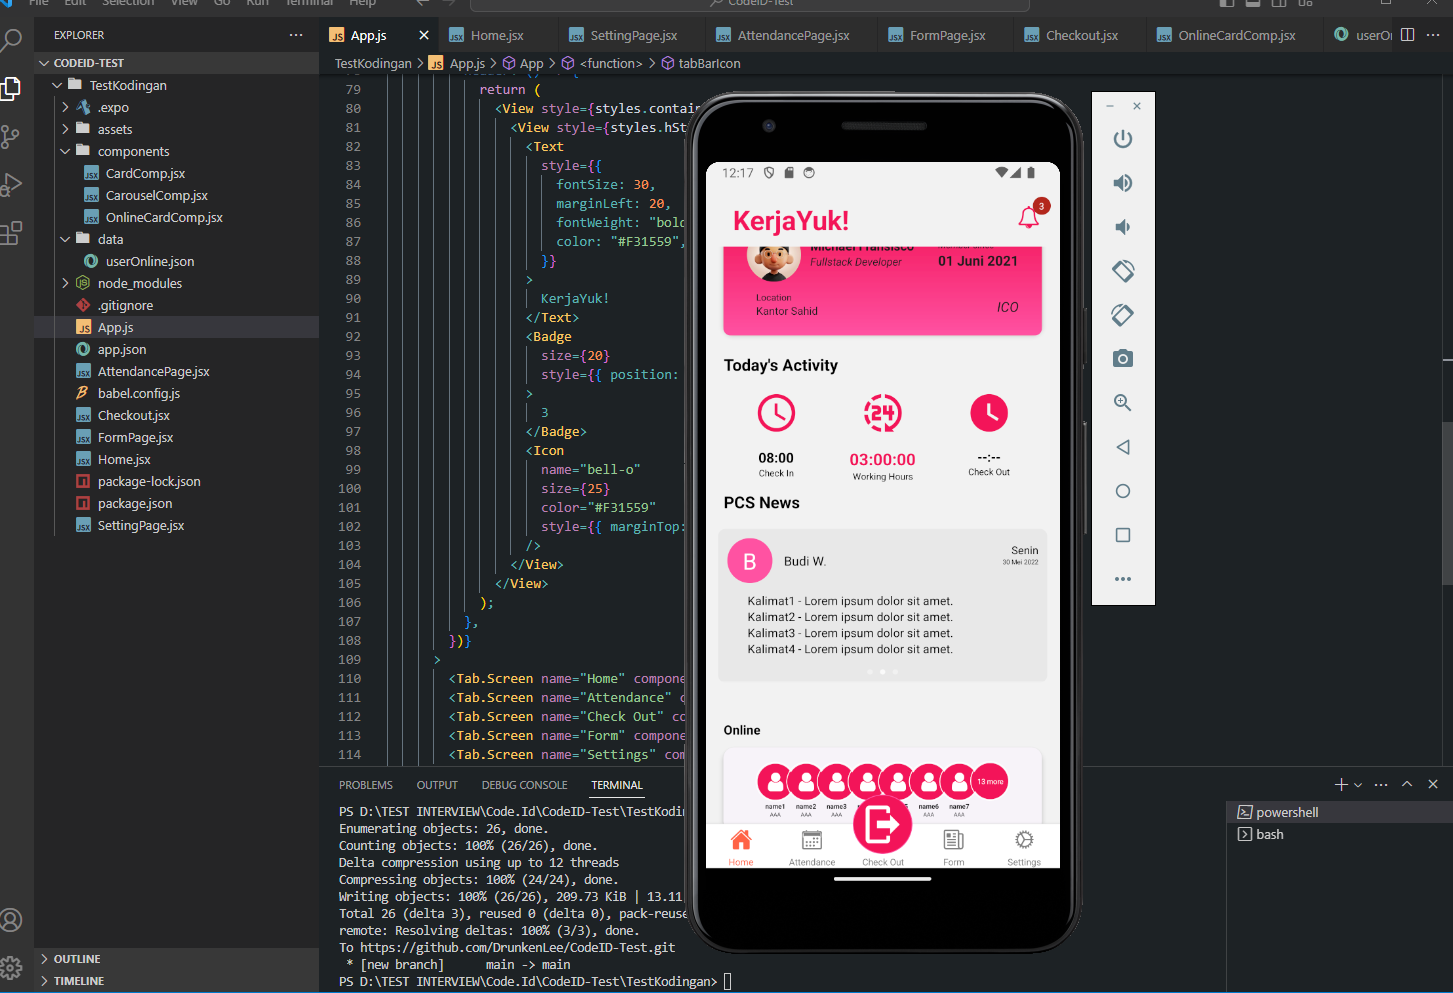 File Edit Selection View Go Run Terminal Help
CodeID-Test
EXPLORER
App.js
Home.jsx
SettingPage.jsx
AttendancePage.jsx
FormPage.jsx
Checkout.jsx
OnlineCardComp.jsx
TestKodingan > App.js > App > <function> > tabBarIcon
CODEID-TEST
TestKodingan
.expo
assets
components
CardComp.jsx
CarouselComp.jsx
OnlineCardComp.jsx
data
userOnline.json
node_modules
.gitignore
App.js
app.json
AttendancePage.jsx
babel.config.js
Checkout.jsx
FormPage.jsx
Home.jsx
package-lock.json
package.json
SettingPage.jsx
OUTLINE
TIMELINE
79 return (
80 <View style={styles.contai
81 <View style={styles.hSt
82 <Text
83 style={{
84 fontSize: 30,
85 marginLeft: 20,
86 fontWeight: "bold
87 color: "#F31559",
88 }}
89 >
90 KerjaYuk!
91 </Text>
92 <Badge
93 size={20}
94 style={{ position:
95 >
96 3
97 </Badge>
98 <Icon
99 name="bell-o"
100 size={25}
101 color="#F31559"
102 style={{ marginTop:
103 />
104 </View>
105 </View>
106 );
107 },
108 })}
109 >
110 <Tab.Screen name="Home" compone
111 <Tab.Screen name="Attendance" c
112 <Tab.Screen name="Check Out" co
113 <Tab.Screen name="Form" compone
114 <Tab.Screen name="Settings" com
PROBLEMS OUTPUT DEBUG CONSOLE TERMINAL
PS D:\TEST INTERVIEW\Code.Id\CodeID-Test\TestKodin
Enumerating objects: 26, done.
Counting objects: 100% (26/26), done.
Delta compression using up to 12 threads
Compressing objects: 100% (24/24), done.
Writing objects: 100% (26/26), 209.73 KiB | 13.11
Total 26 (delta 3), reused 0 (delta 0), pack-reuse
remote: Resolving deltas: 100% (3/3), done.
To https://github.com/DrunkenLee/CodeID-Test.git
* [new branch] main -> main
PS D:\TEST INTERVIEW\Code.Id\CodeID-Test\TestKodingan>
powershell
bash
12:17
KerjaYuk!
3
Michael Fransisco
Fullstack Developer
01 Juni 2021
Location
Kantor Sahid
ICO
Today's Activity
08:00
Check In
24
03:00:00
Working Hours
--:--
Check Out
PCS News
B
Budi W.
Senin
30 Mei 2022
Kalimat1 - Lorem ipsum dolor sit amet.
Kalimat2 - Lorem ipsum dolor sit amet.
Kalimat3 - Lorem ipsum dolor sit amet.
Kalimat4 - Lorem ipsum dolor sit amet.
Online
13 more
name1 name2 name3 name6 name7
AAA AAA AAA AAA AAA
Home
Attendance
Check Out
Form
Settings